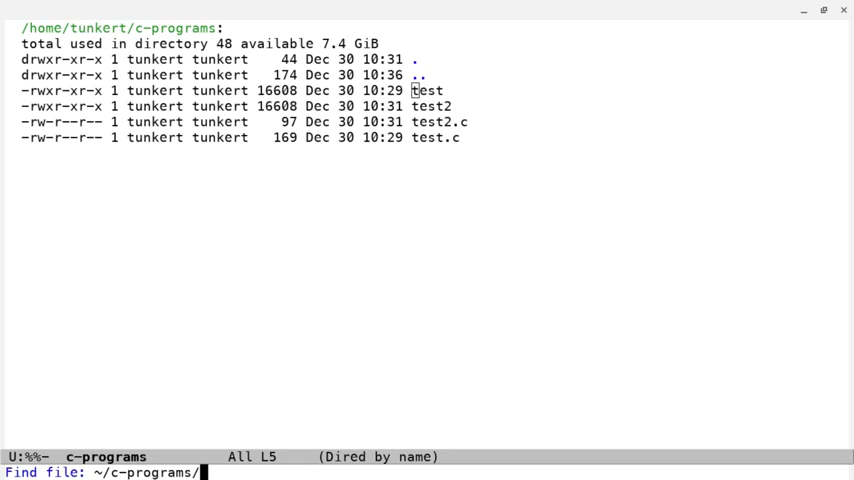 /home/tunkert/c-programs:
total used in directory 48 available 7.4 GiB
drwxr-xr-x 1 tunkert tunkert    44 Dec 30 10:31 .
drwxr-xr-x 1 tunkert tunkert   174 Dec 30 10:36 ..
-rwxr-xr-x 1 tunkert tunkert 16608 Dec 30 10:29 test
-rwxr-xr-x 1 tunkert tunkert 16608 Dec 30 10:31 test2
-rw-r--r-- 1 tunkert tunkert    97 Dec 30 10:31 test2.c
-rw-r--r-- 1 tunkert tunkert   169 Dec 30 10:29 test.c
U:%%-  c-programs          All L5     (Dired by name)
Find file: ~/c-programs/